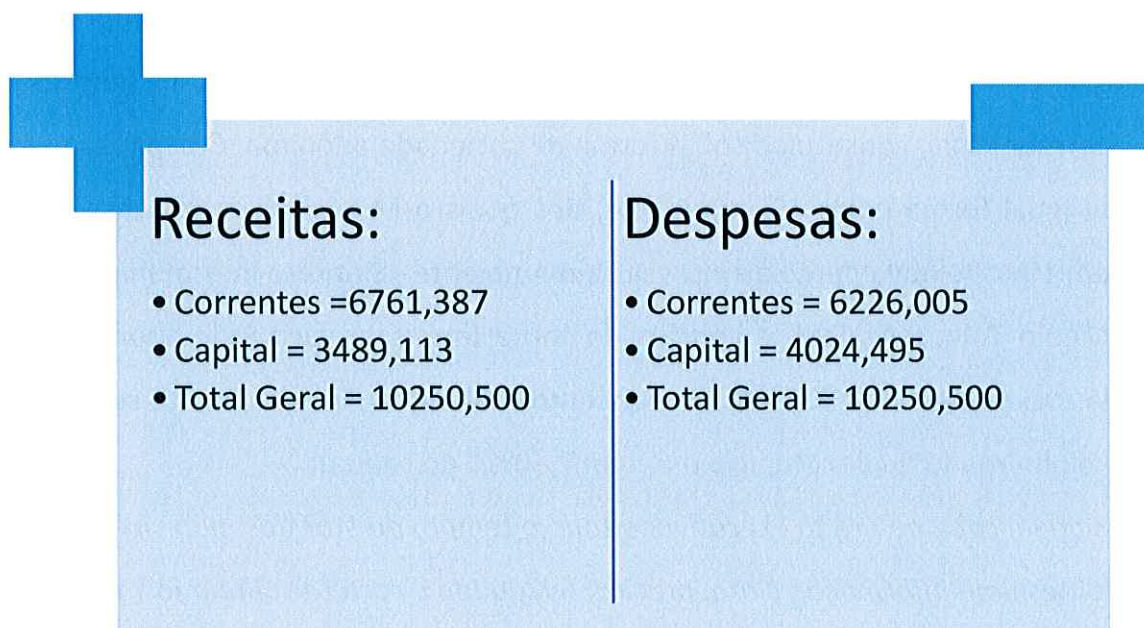 Receitas:
• Correntes =6761,387
• Capital = 3489,113
• Total Geral = 10250,500
Despesas:
• Correntes = 6226,005
• Capital = 4024,495
• Total Geral = 10250,500